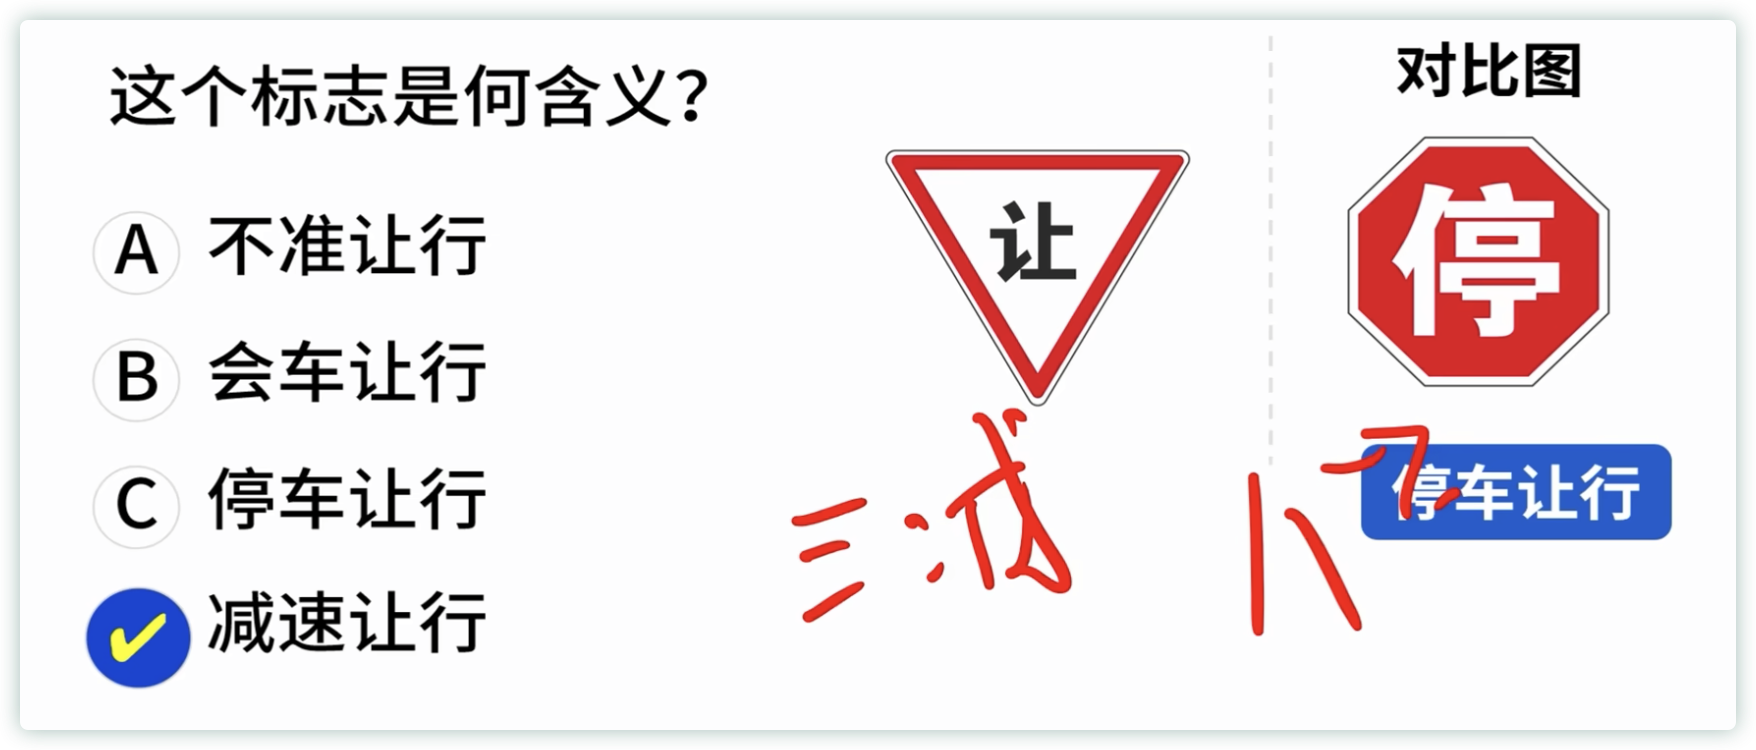 这个标志是何含义？
A 不准让行
B 会车让行
C 停车让行
减速让行
让
三减
对比图
停
停车让行
八